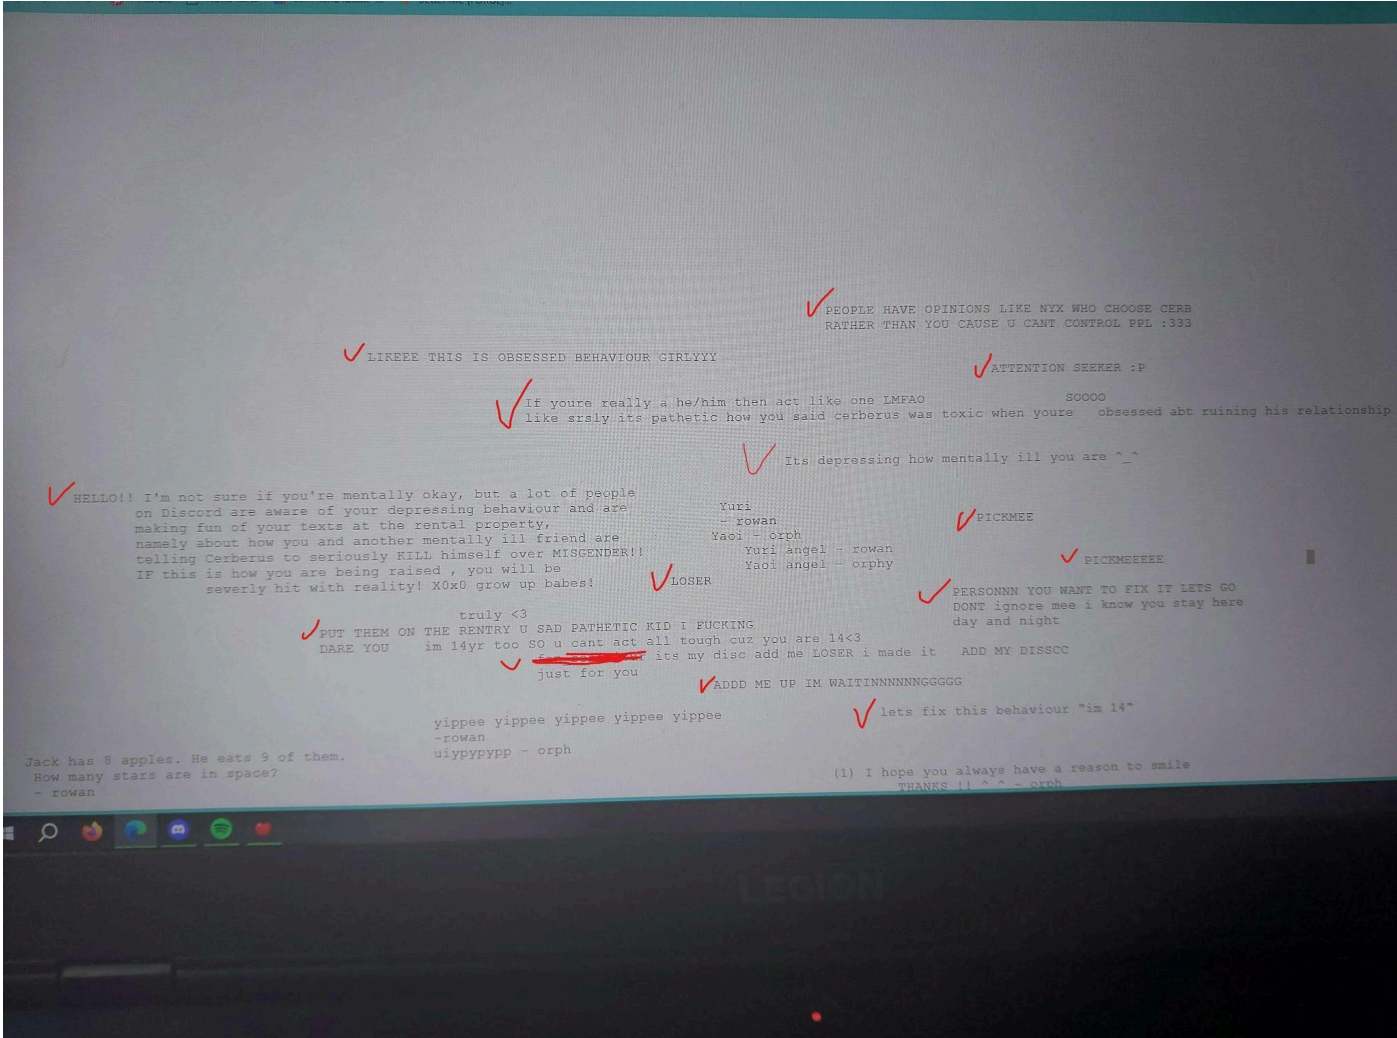 PEOPLE HAVE OPINIONS LIKE NYX WHO CHOOSE CERB
RATHER THAN YOU CAUSE U CANT CONTROL PPL :333
LIKEEE THIS IS OBSESSED BEHAVIOUR GIRLYYY
ATTENTION SEEKER :P
If youre really a he/him then act like one LMFAO
SOOOO
like srsly its pathetic how you said cerberus was toxic when youre obsessed abt ruining his relationship
Its depressing how mentally ill you are ^_^
HELLO!! I'm not sure if you're mentally okay, but a lot of people
on Discord are aware of your depressing behaviour and are
making fun of your texts at the rental property,
namely about how you and another mentally ill friend are
telling Cerberus to seriously KILL himself over MISGENDER!!
IF this is how you are being raised , you will be
severly hit with reality! X0x0 grow up babes!
Yuri
- rowan
Yaoi - orph
Yuri angel - rowan
Yaoi angel - orphy
PICKMEE
PICKMEEEEE
LOSER
PERSONNN YOU WANT TO FIX IT LETS GO
DONT ignore mee i know you stay here
day and night
truly <3
PUT THEM ON THE RENTRY U SAD PATHETIC KID I FUCKING
DARE YOU im 14yr too SO u cant act all tough cuz you are 14<3
its my disc add me LOSER i made it ADD MY DISSCC
just for you
ADDD ME UP IM WAITINNNNNNGGGGG
lets fix this behaviour "im 14"
yippee yippee yippee yippee yippee
-rowan
uiypypypp - orph
Jack has 8 apples. He eats 9 of them.
How many stars are in space?
- rowan
(1) I hope you always have a reason to smile
THANKS !! ^ ^ - orph
LEGION